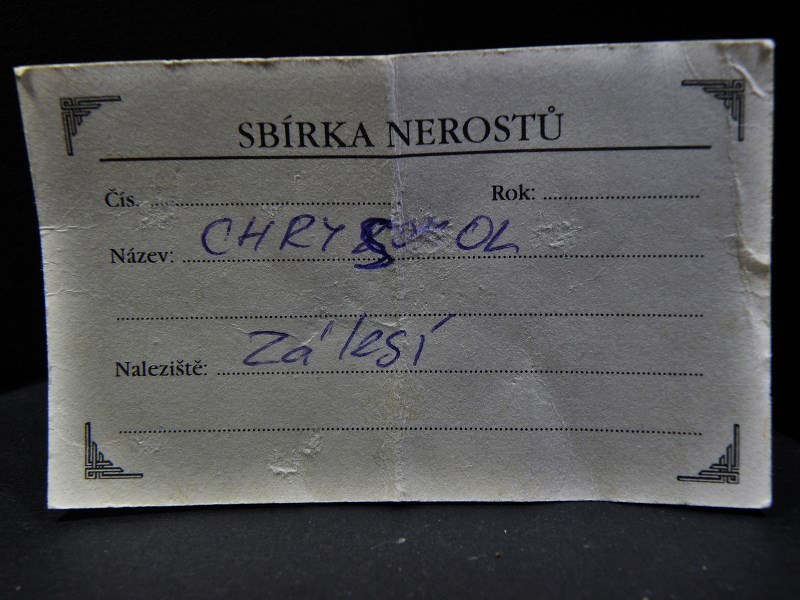 SBÍRKA NEROSTŮ
Čís. Rok:
Název: CHRYSOKOL
Naleziště: Zálesí